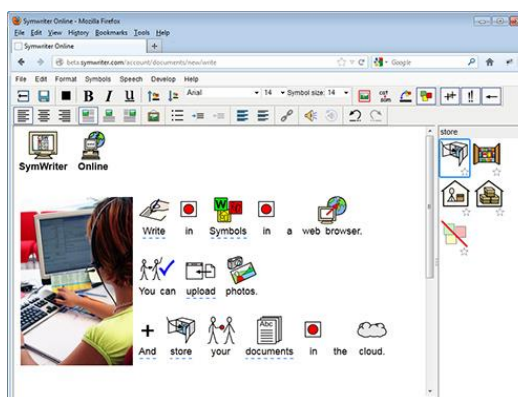 Symwriter Online - Mozilla Firefox
File Edit View History Bookmarks Tools Help
Symwriter Online
beta.symwriter.com/account/documents/new/write
Google
File Edit Format Symbols Speech Develop Help
B I U Arial 14 Symbol size: 14
store
SymWriter Online
Write in Symbols in a web browser.
You can upload photos.
Abc
And store your documents in the cloud.